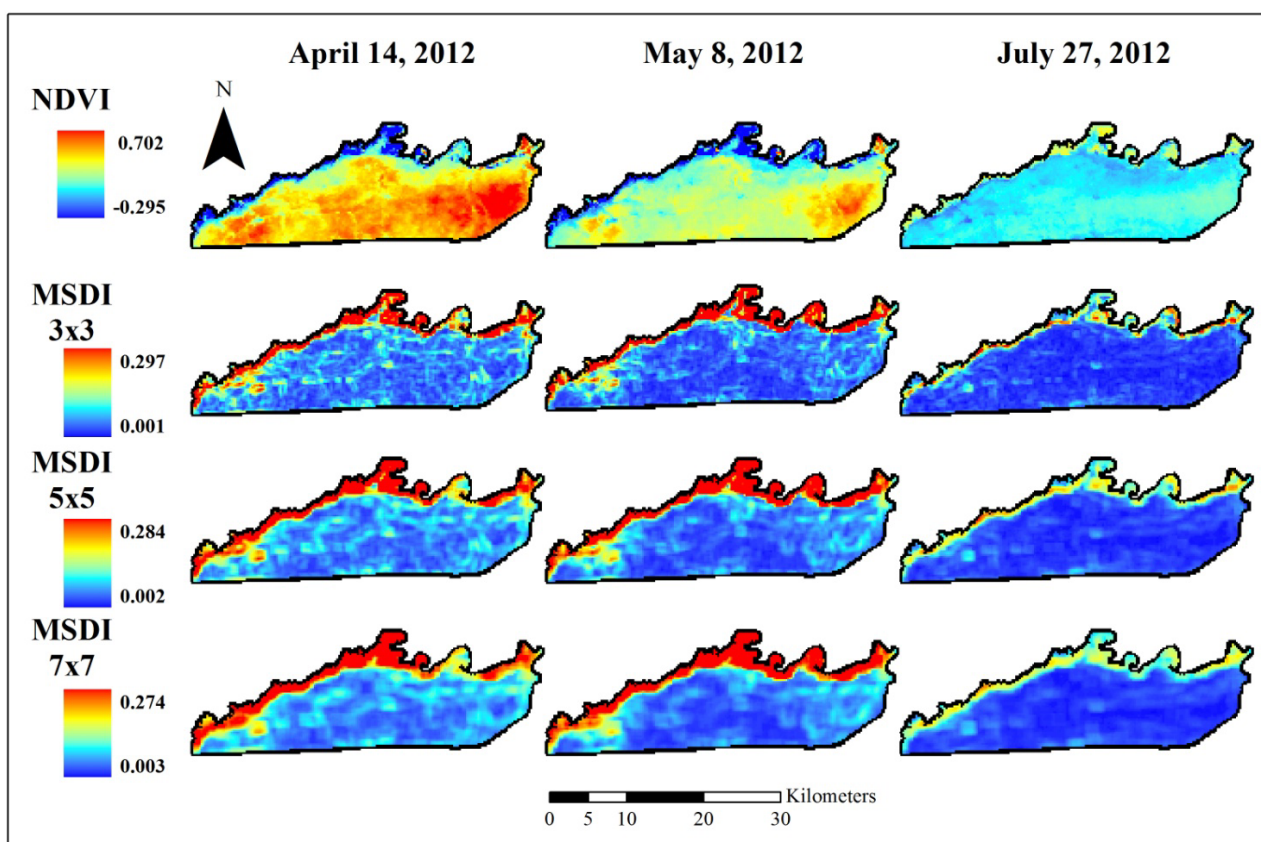 April 14, 2012
May 8, 2012
July 27, 2012
NDVI
0.702
-0.295
N
MSDI
3x3
0.297
0.001
MSDI
5x5
0.284
0.002
MSDI
7x7
0.274
0.003
Kilometers
0 5 10 20 30